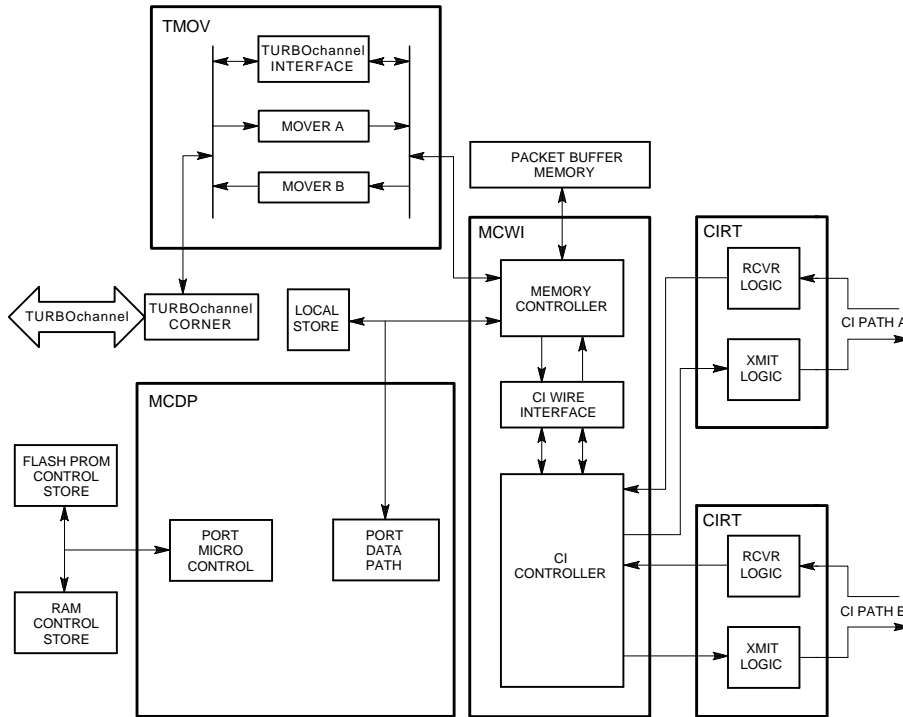 TMOV
TURBOchannel
INTERFACE
MOVER A
MOVER B
PACKET BUFFER
MEMORY
MCWI
CIRT
RCVR
LOGIC
MEMORY
CONTROLLER
TURBOchannel
TURBOchannel
CORNER
LOCAL
STORE
CI PATH A
XMIT
LOGIC
CI WIRE
INTERFACE
MCDP
FLASH PROM
CONTROL
STORE
PORT
MICRO
CONTROL
PORT
DATA
PATH
CI
CONTROLLER
CIRT
RCVR
LOGIC
RAM
CONTROL
STORE
CI PATH B
XMIT
LOGIC